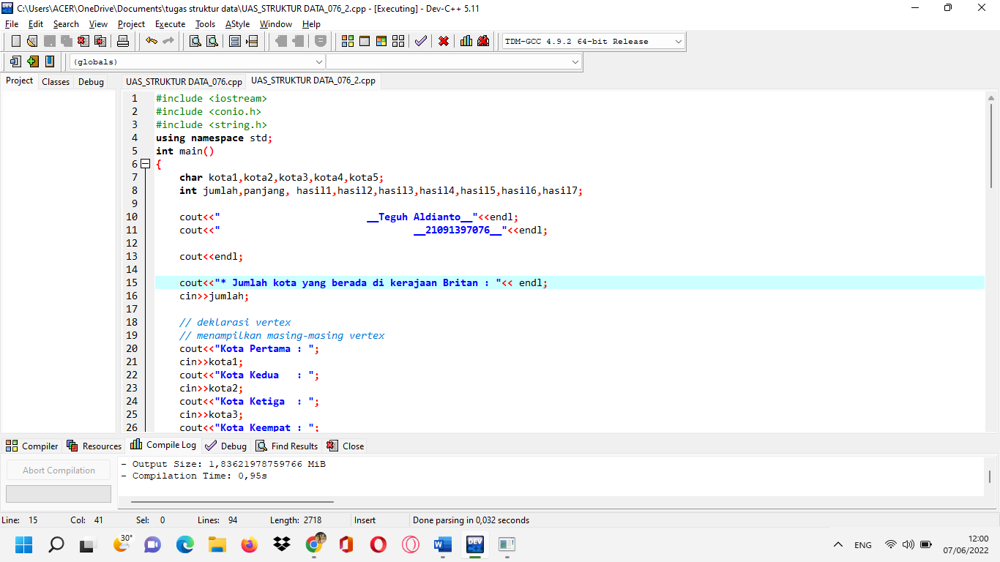 C:\Users\ACER\OneDrive\Documents\tugas struktur data\UAS_STRUKTUR DATA_076_2.cpp - [Executing] - Dev-C++ 5.11
File Edit Search View Project Execute Tools AStyle Window Help
TDM-GCC 4.9.2 64-bit Release
(globals)
Project Classes Debug UAS_STRUKTUR DATA_076.cpp UAS_STRUKTUR DATA_076_2.cpp
1 #include <iostream>
2 #include <conio.h>
3 #include <string.h>
4 using namespace std;
5 int main()
6 {
7 char kota1,kota2,kota3,kota4,kota5;
8 int jumlah,panjang, hasil1,hasil2,hasil3,hasil4,hasil5,hasil6,hasil7;
9
10 cout<<"                         __Teguh Aldianto__"<<endl;
11 cout<<"                                 __21091397076__"<<endl;
12
13 cout<<endl;
14
15 cout<<"* Jumlah kota yang berada di kerajaan Britan : "<< endl;
16 cin>>jumlah;
17
18 // deklarasi vertex
19 // menampilkan masing-masing vertex
20 cout<<"Kota Pertama : ";
21 cin>>kota1;
22 cout<<"Kota Kedua   : ";
23 cin>>kota2;
24 cout<<"Kota Ketiga  : ";
25 cin>>kota3;
26 cout<<"Kota Keempat : ";
Compiler Resources Compile Log Debug Find Results Close
Abort Compilation
- Output Size: 1,83621978759766 MiB
- Compilation Time: 0,95s
Line: 15 Col: 41 Sel: 0 Lines: 94 Length: 2718 Insert Done parsing in 0,032 seconds
30°
DEV
ENG
12:00
07/06/2022